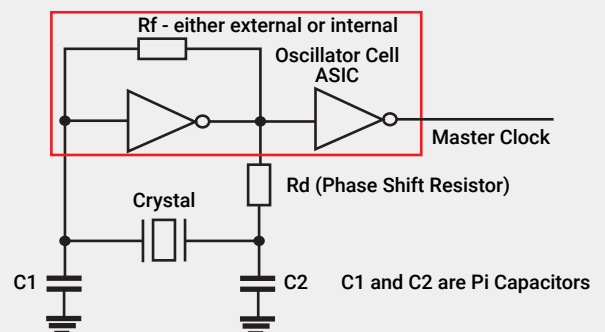 Rf - either external or internal
Oscillator Cell
ASIC
Master Clock
Rd (Phase Shift Resistor)
Crystal
C1
C2
C1 and C2 are Pi Capacitors